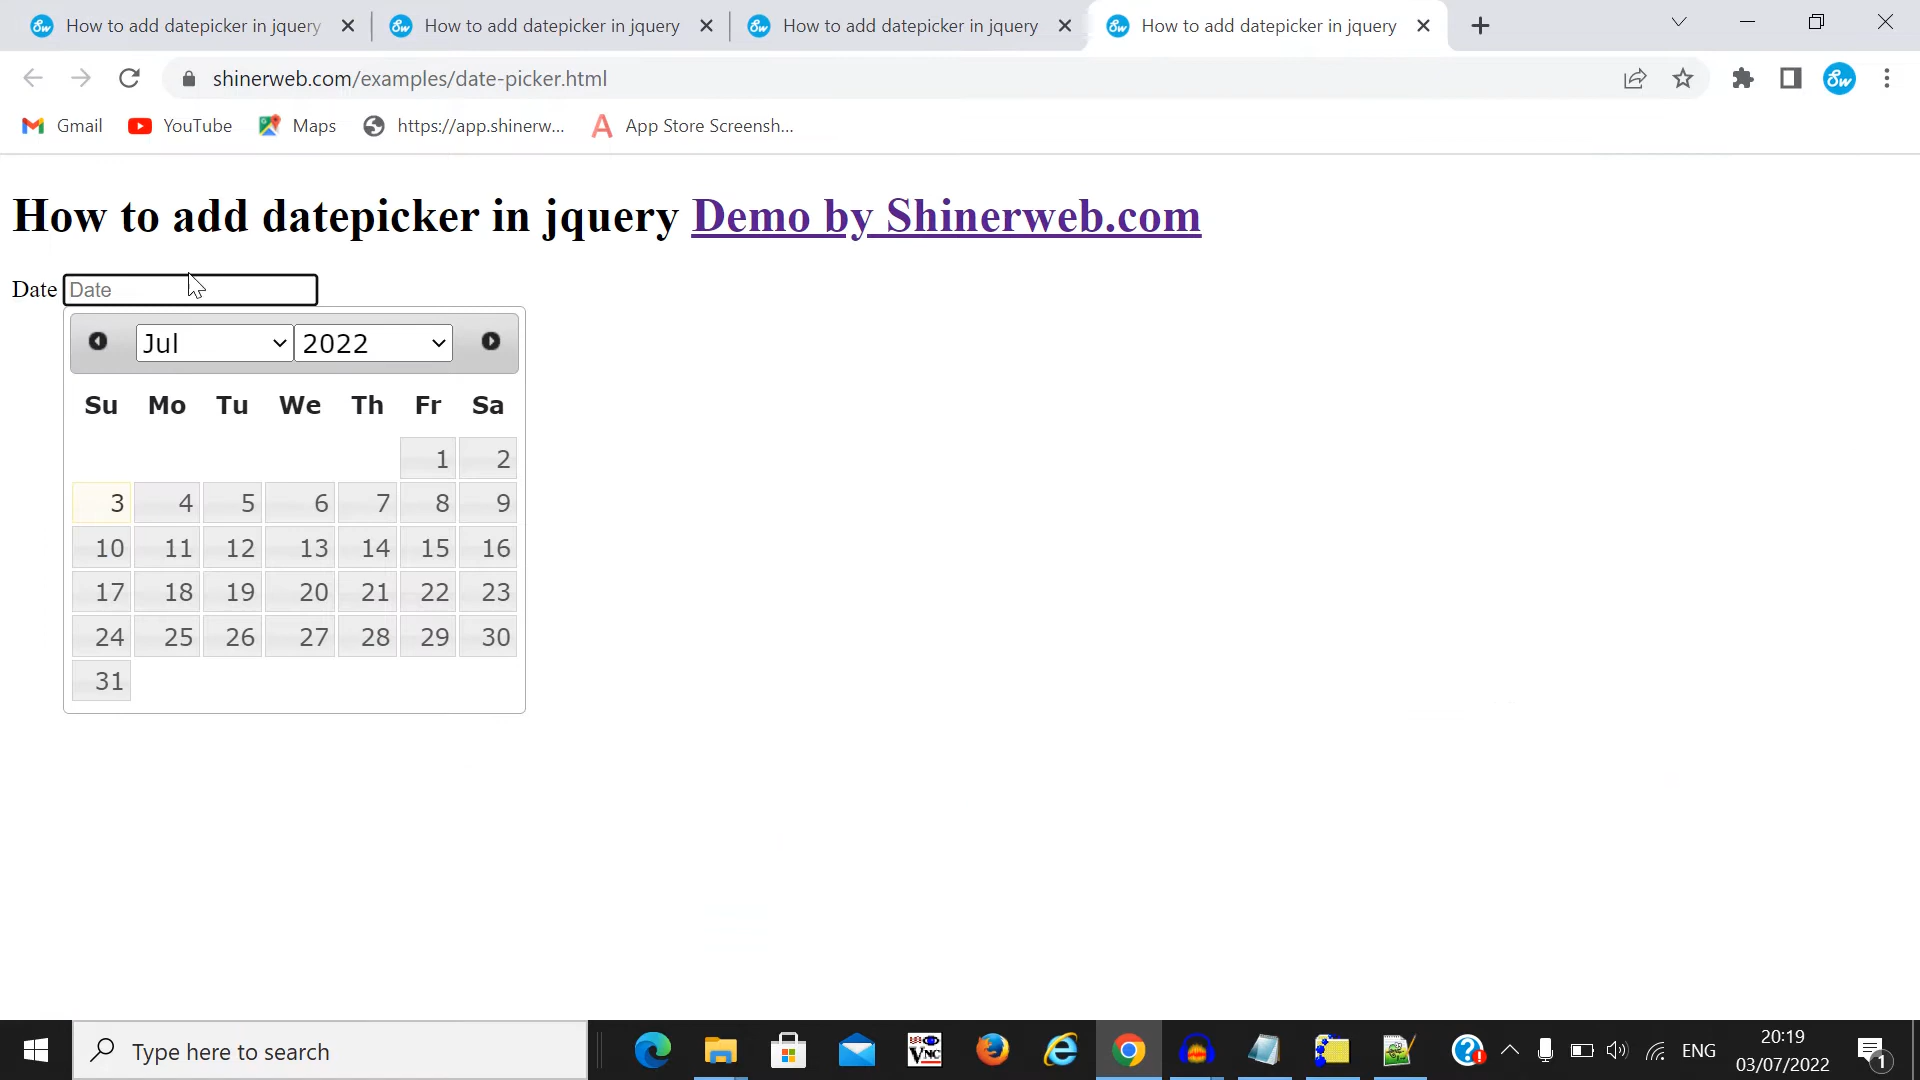 How to add datepicker in jquery How to add datepicker in jquery How to add datepicker in jquery How to add datepicker in jquery
shinerweb.com/examples/date-picker.html
Sw
Gmail YouTube Maps https://app.shinerw... App Store Screensh...
How to add datepicker in jquery Demo by Shinerweb.com
Date Date
Jul 2022
Su Mo Tu We Th Fr Sa
1 2
3 4 5 6 7 8 9
10 11 12 13 14 15 16
17 18 19 20 21 22 23
24 25 26 27 28 29 30
31
Type here to search
ENG
20:19
03/07/2022
1